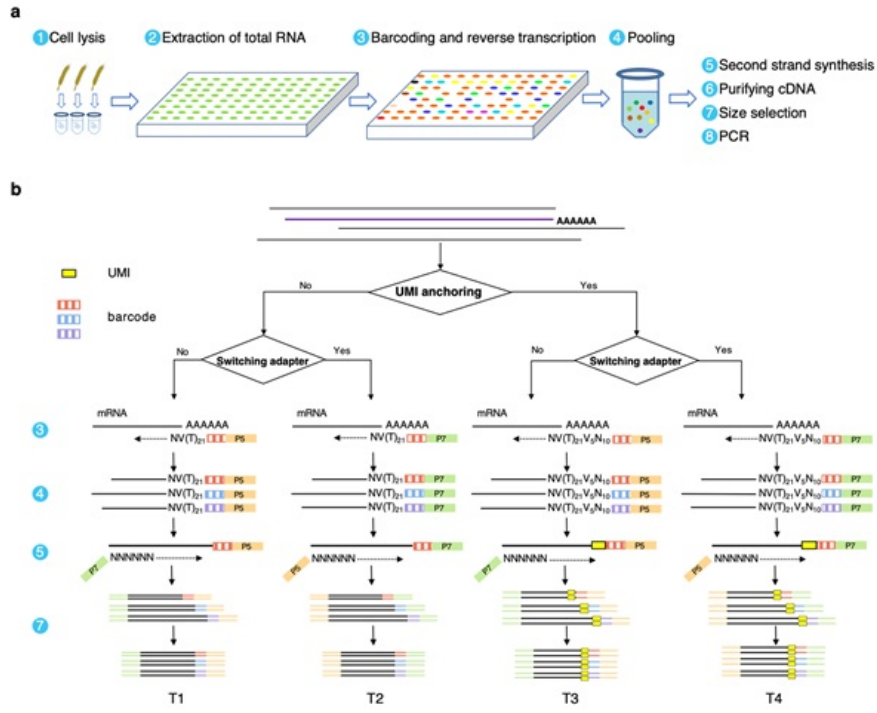 a
1 Cell lysis 2 Extraction of total RNA 3 Barcoding and reverse transcription 4 Pooling
5 Second strand synthesis
6 Purifying cDNA
7 Size selection
8 PCR
b
AAAAAA
UMI
barcode
UMI anchoring
No Yes
Switching adapter Switching adapter
No Yes No Yes
3
mRNA mRNA mRNA mRNA
AAAAAA AAAAAA AAAAAA AAAAAA
NV(T)21 P5 NV(T)21 P7 NV(T)21V5N10 P5 NV(T)21V5N10 P7
4
NV(T)21 P5 NV(T)21 P7 NV(T)21V5N10 P5 NV(T)21V5N10 P7
NV(T)21 P5 NV(T)21 P7 NV(T)21V5N10 P5 NV(T)21V5N10 P7
NV(T)21 P5 NV(T)21 P7 NV(T)21V5N10 P5 NV(T)21V5N10 P7
5
P5 P7 P5 P7
P7 NNNNNN P5 NNNNNN P7 NNNNNN P5 NNNNNN
7
T1 T2 T3 T4